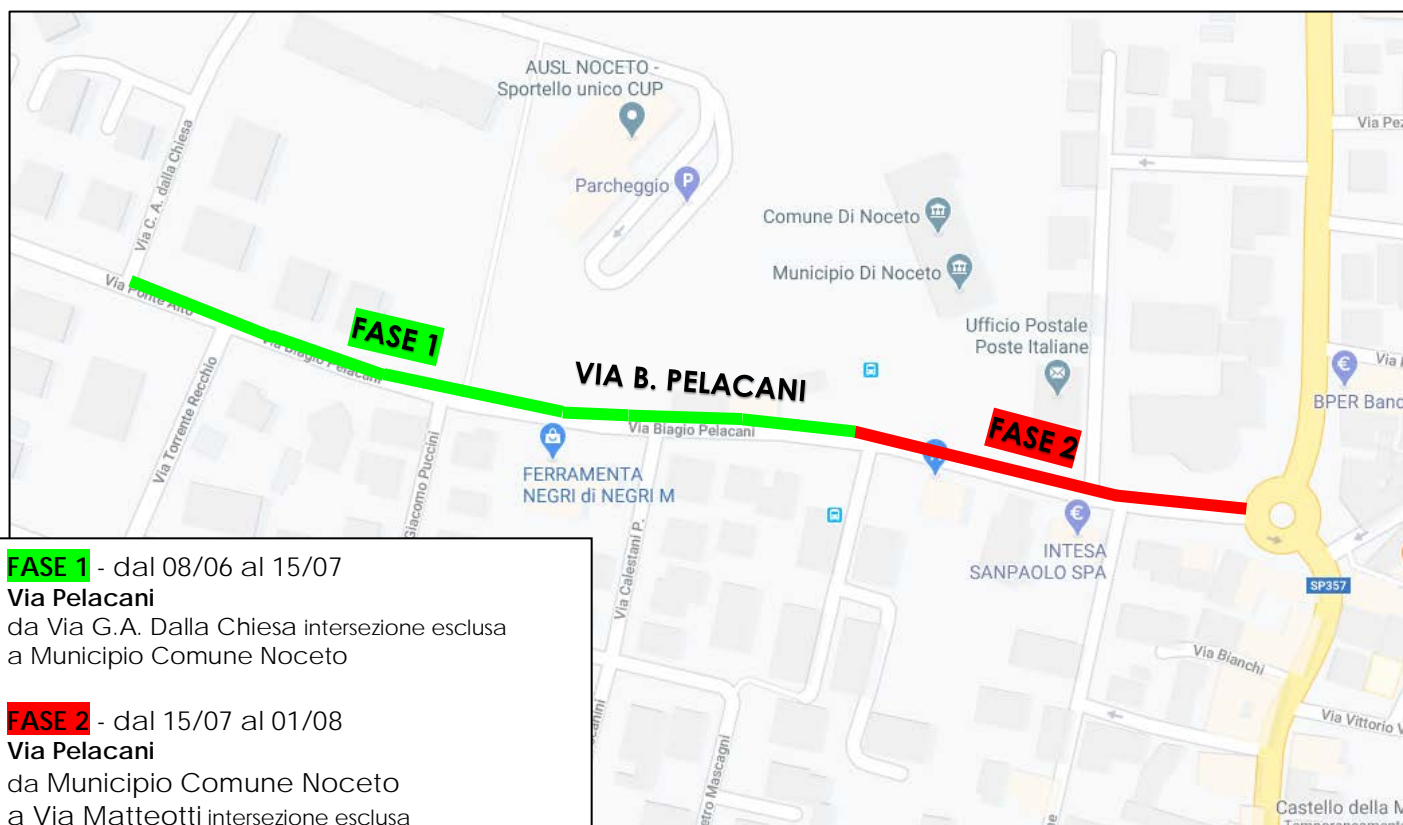 AUSL NOCETO -
Sportello unico CUP
Via Pez
Via C. A. dalla Chiesa
Parcheggio
P
Comune Di Noceto
Municipio Di Noceto
Via Ponte Alto
FASE 1
Via Biagio Pelacani
Ufficio Postale
Poste Italiane
VIA B. PELACANI
€
BPER Banc
Via Torrente Recchio
Via Biagio Pelacani
FASE 2
Giacomo Puccini
FERRAMENTA
NEGRI di NEGRI M
€
INTESA
SANPAOLO SPA
Via Calestani P.
SP357
Via Bianchi
Via Vittorio V
Mascagni
Castello della M
FASE 1 - dal 08/06 al 15/07
Via Pelacani
da Via G.A. Dalla Chiesa intersezione esclusa
a Municipio Comune Noceto
FASE 2 - dal 15/07 al 01/08
Via Pelacani
da Municipio Comune Noceto
a Via Matteotti intersezione esclusa